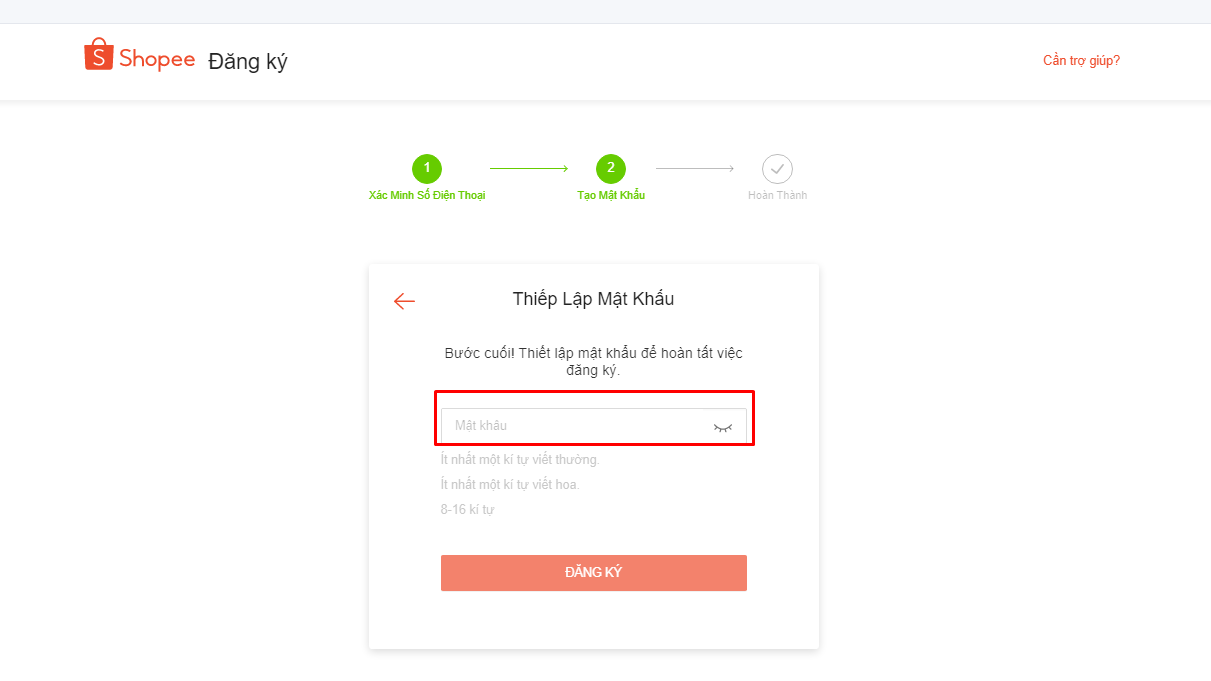 Shopee Đăng ký
Cần trợ giúp?
1
2
Xác Minh Số Điện Thoại
Tạo Mật Khẩu
Hoàn Thành
Thiếp Lập Mật Khẩu
Bước cuối! Thiết lập mật khẩu để hoàn tất việc
đăng ký.
Mật khẩu
Ít nhất một kí tự viết thường.
Ít nhất một kí tự viết hoa.
8-16 kí tự
ĐĂNG KÝ